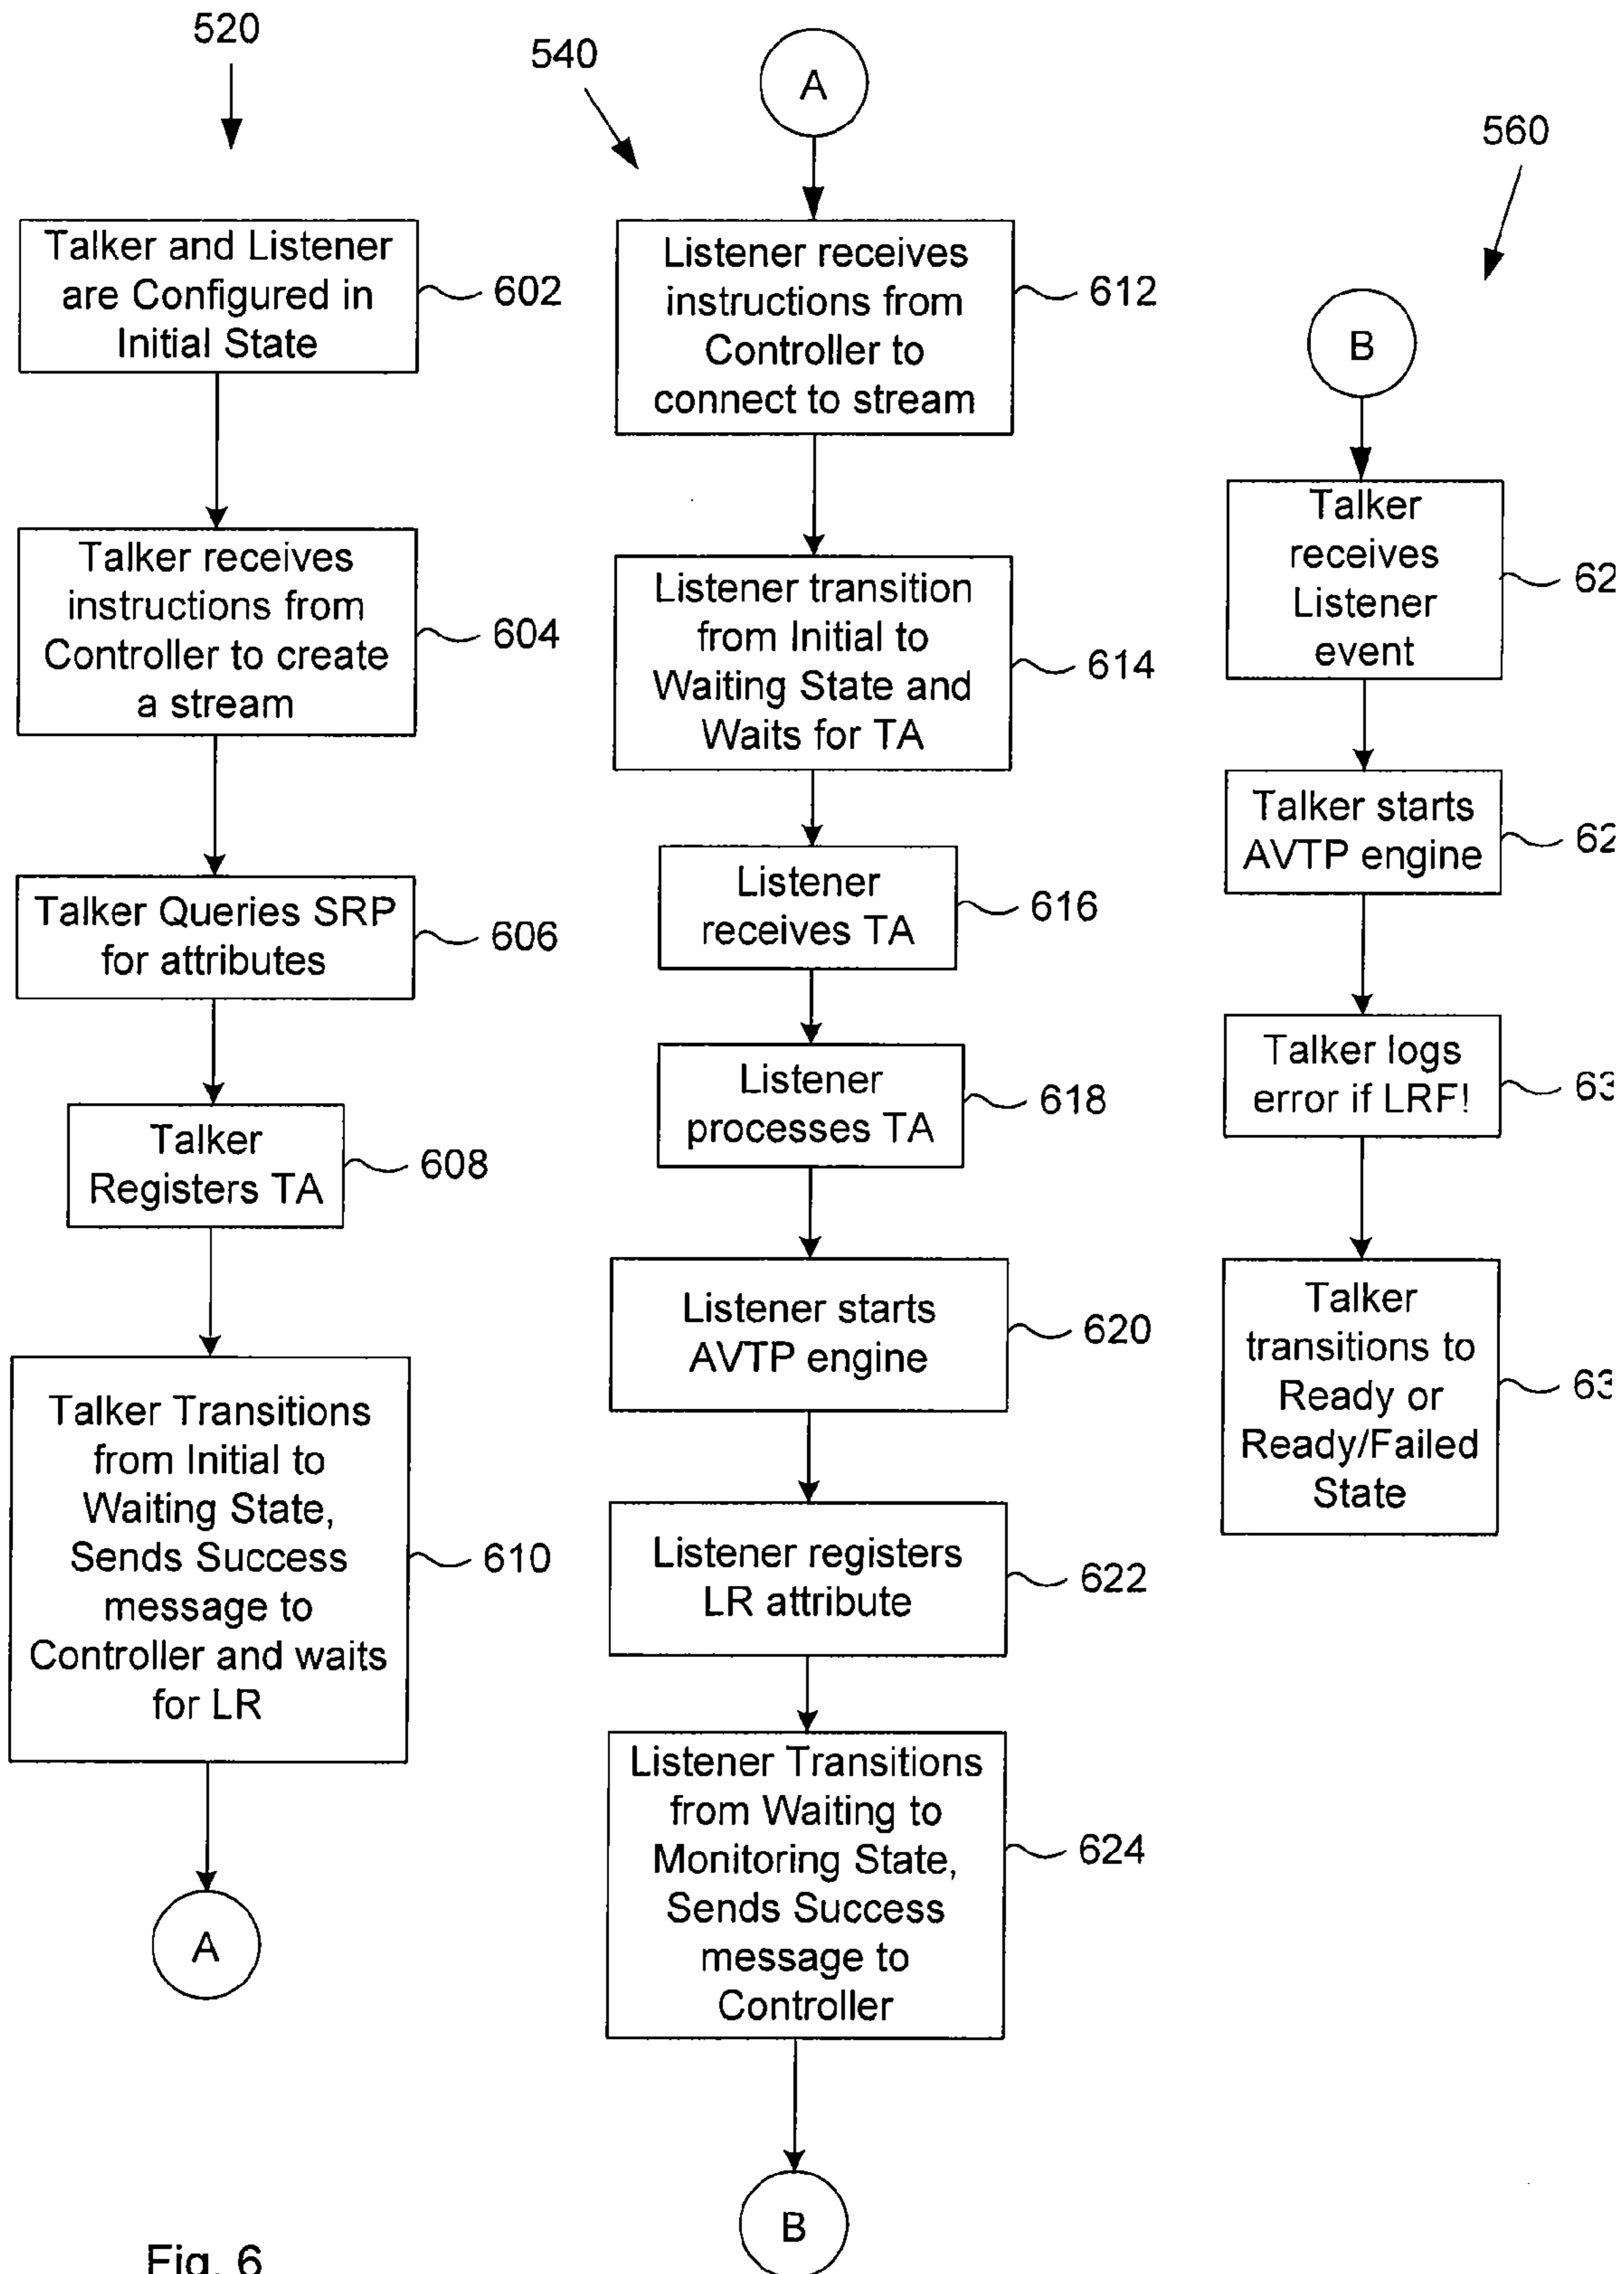 520
Talker and Listener
are Configured in
Initial State
602
Talker receives
instructions from
Controller to create
a stream
604
Talker Queries SRP
for attributes
606
Talker
Registers TA
608
Talker Transitions
from Initial to
Waiting State,
Sends Success
message to
Controller and waits
for LR
610
A
540
A
Listener receives
instructions from
Controller to
connect to stream
612
Listener transition
from Initial to
Waiting State and
Waits for TA
614
Listener
receives TA
616
Listener
processes TA
618
Listener starts
AVTP engine
620
Listener registers
LR attribute
622
Listener Transitions
from Waiting to
Monitoring State,
Sends Success
message to
Controller
624
B
560
B
Talker
receives
Listener
event
62
Talker starts
AVTP engine
62
Talker logs
error if LRF!
63
Talker
transitions to
Ready or
Ready/Failed
State
63
Fig. 6